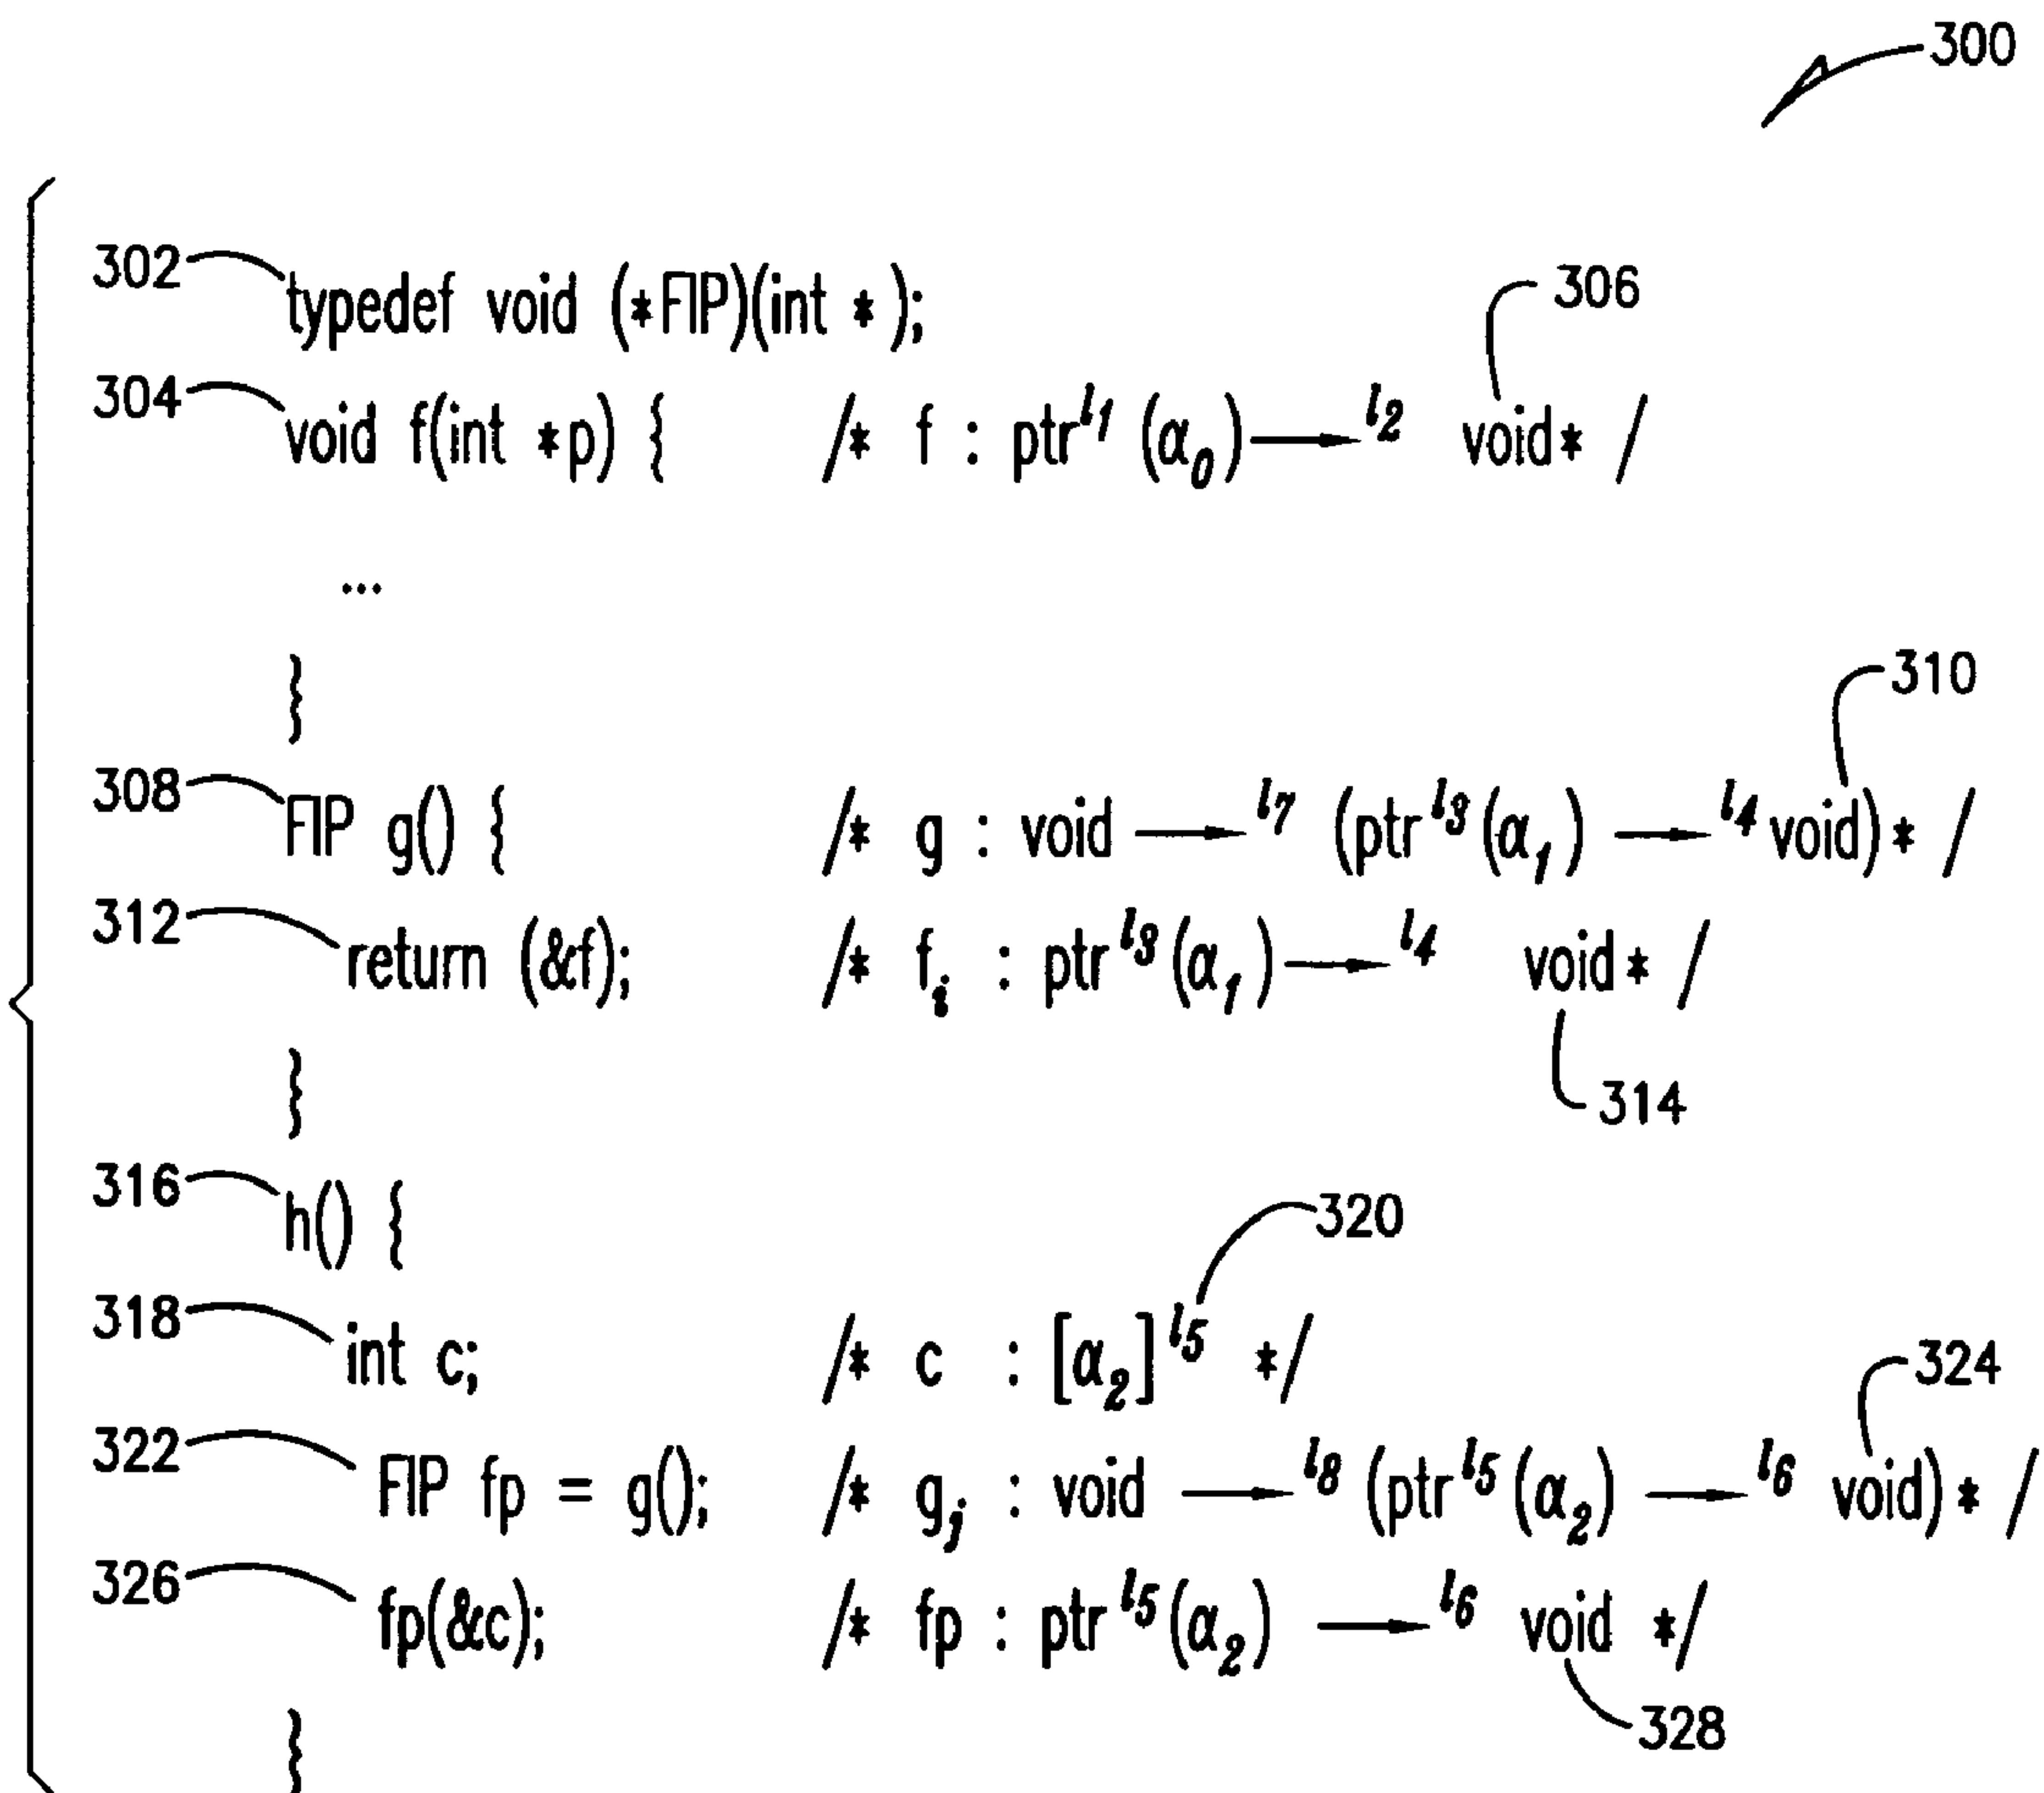 300
302 typedef void (*FIP)(int *);
306
304 void f(int *p) { /* f : ptr^l1 (α0) ⟶ ^l2 void* /
...
}
310
308 FIP g() { /* g : void ⟶ ^l7 (ptr^l3(α1) ⟶ ^l4 void)* /
312 return (&f); /* f_i : ptr^l3(α1) ⟶ ^l4 void* /
314
}
316 h() {
320
318 int c; /* c : [α2]^l5 */
324
322 FIP fp = g(); /* g_j : void ⟶ ^l8 (ptr^l5(α2) ⟶ ^l6 void)* /
326 fp(&c); /* fp : ptr^l5(α2) ⟶ ^l6 void */
328
}